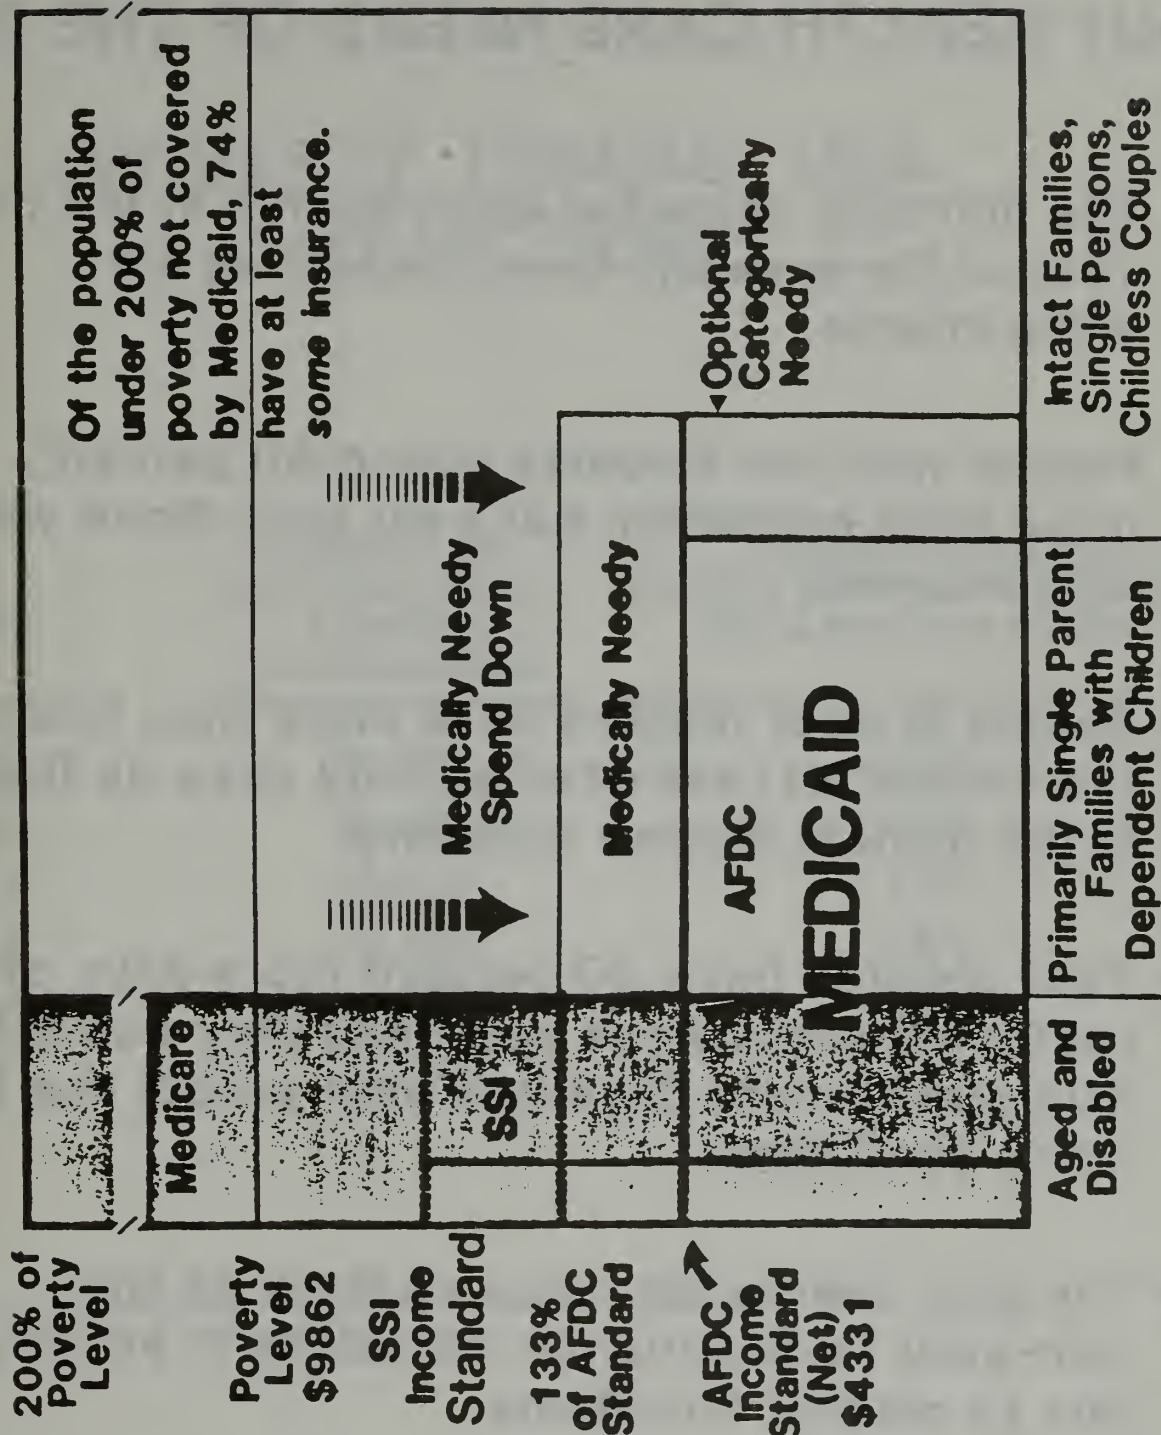 200% of
Poverty
Level
Poverty
Level
$9862
SSI
Income
Standard
133%
of AFDC
Standard
AFDC
Income
Standard
(Net)
$4331
Medicare
SSI
Of the population
under 200% of
poverty not covered
by Medicaid, 74%
have at least
some insurance.
Medically Needy
Spend Down
Medically Needy
Optional
Categorically
Needy
AFDC
MEDICAID
Aged and
Disabled
Primarily Single Parent
Families with
Dependent Children
Intact Families,
Single Persons,
Childless Couples